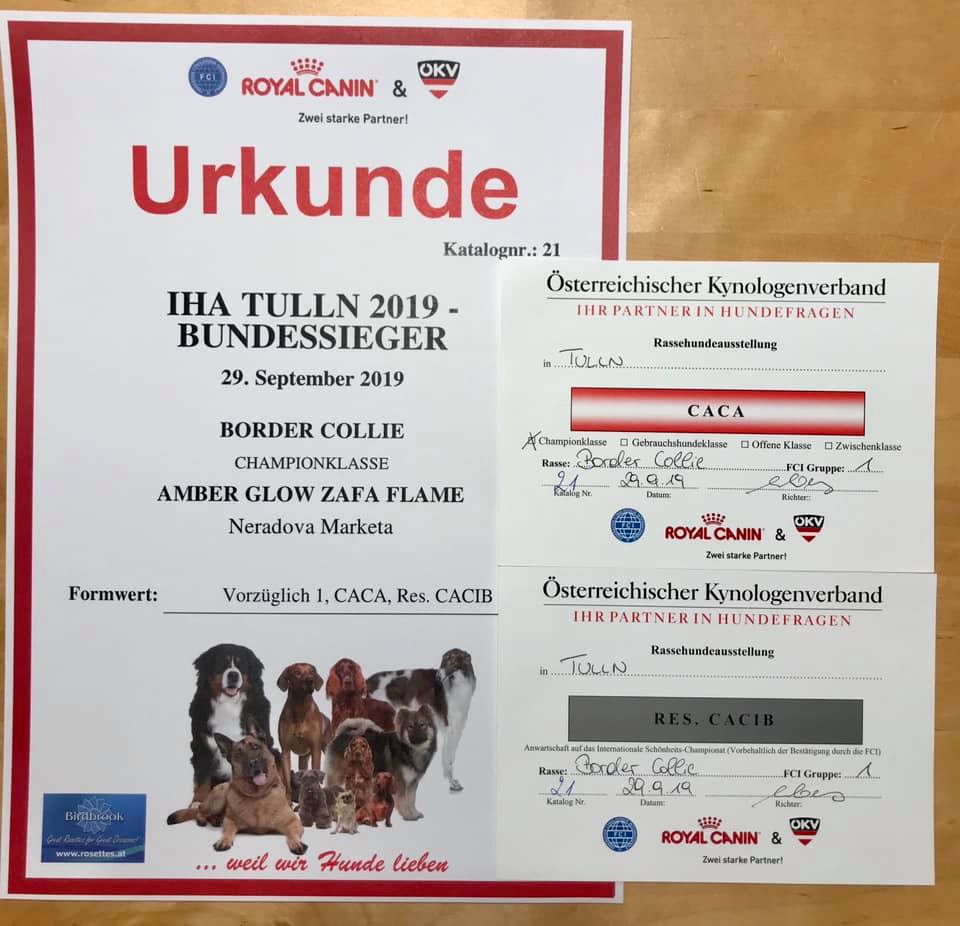 FCI
ROYAL CANIN & ÖKV
Zwei starke Partner!
Urkunde
Katalognr.: 21
IHA TULLN 2019 -
BUNDESSIEGER
29. September 2019
BORDER COLLIE
CHAMPIONKLASSE
AMBER GLOW ZAFA FLAME
Neradova Marketa
Formwert: Vorzüglich 1, CACA, Res. CACIB
Birdbrook
Great Rosettes for Great Dreams!
www.rosettes.at
... weil wir Hunde lieben
Österreichischer Kynologenverband
IHR PARTNER IN HUNDEFRAGEN
Rassehundeausstellung
in TULLN
CACA
Championklasse Gebrauchshundeklasse Offene Klasse Zwischenklasse
Rasse: Border Collie FCI Gruppe: 1
21 29.9.19
Katalog Nr. Datum: Richter::
FCI ROYAL CANIN & ÖKV
Zwei starke Partner!
Österreichischer Kynologenverband
IHR PARTNER IN HUNDEFRAGEN
Rassehundeausstellung
in TULLN
RES. CACIB
Anwartschaft auf das Internationale Schönheits-Championat (Vorbehaltlich der Bestätigung durch die FCI)
Rasse: Border Collie FCI Gruppe: 1
21 29.9.19
Katalog Nr. Datum: Richter:
FCI ROYAL CANIN & ÖKV
Zwei starke Partner!